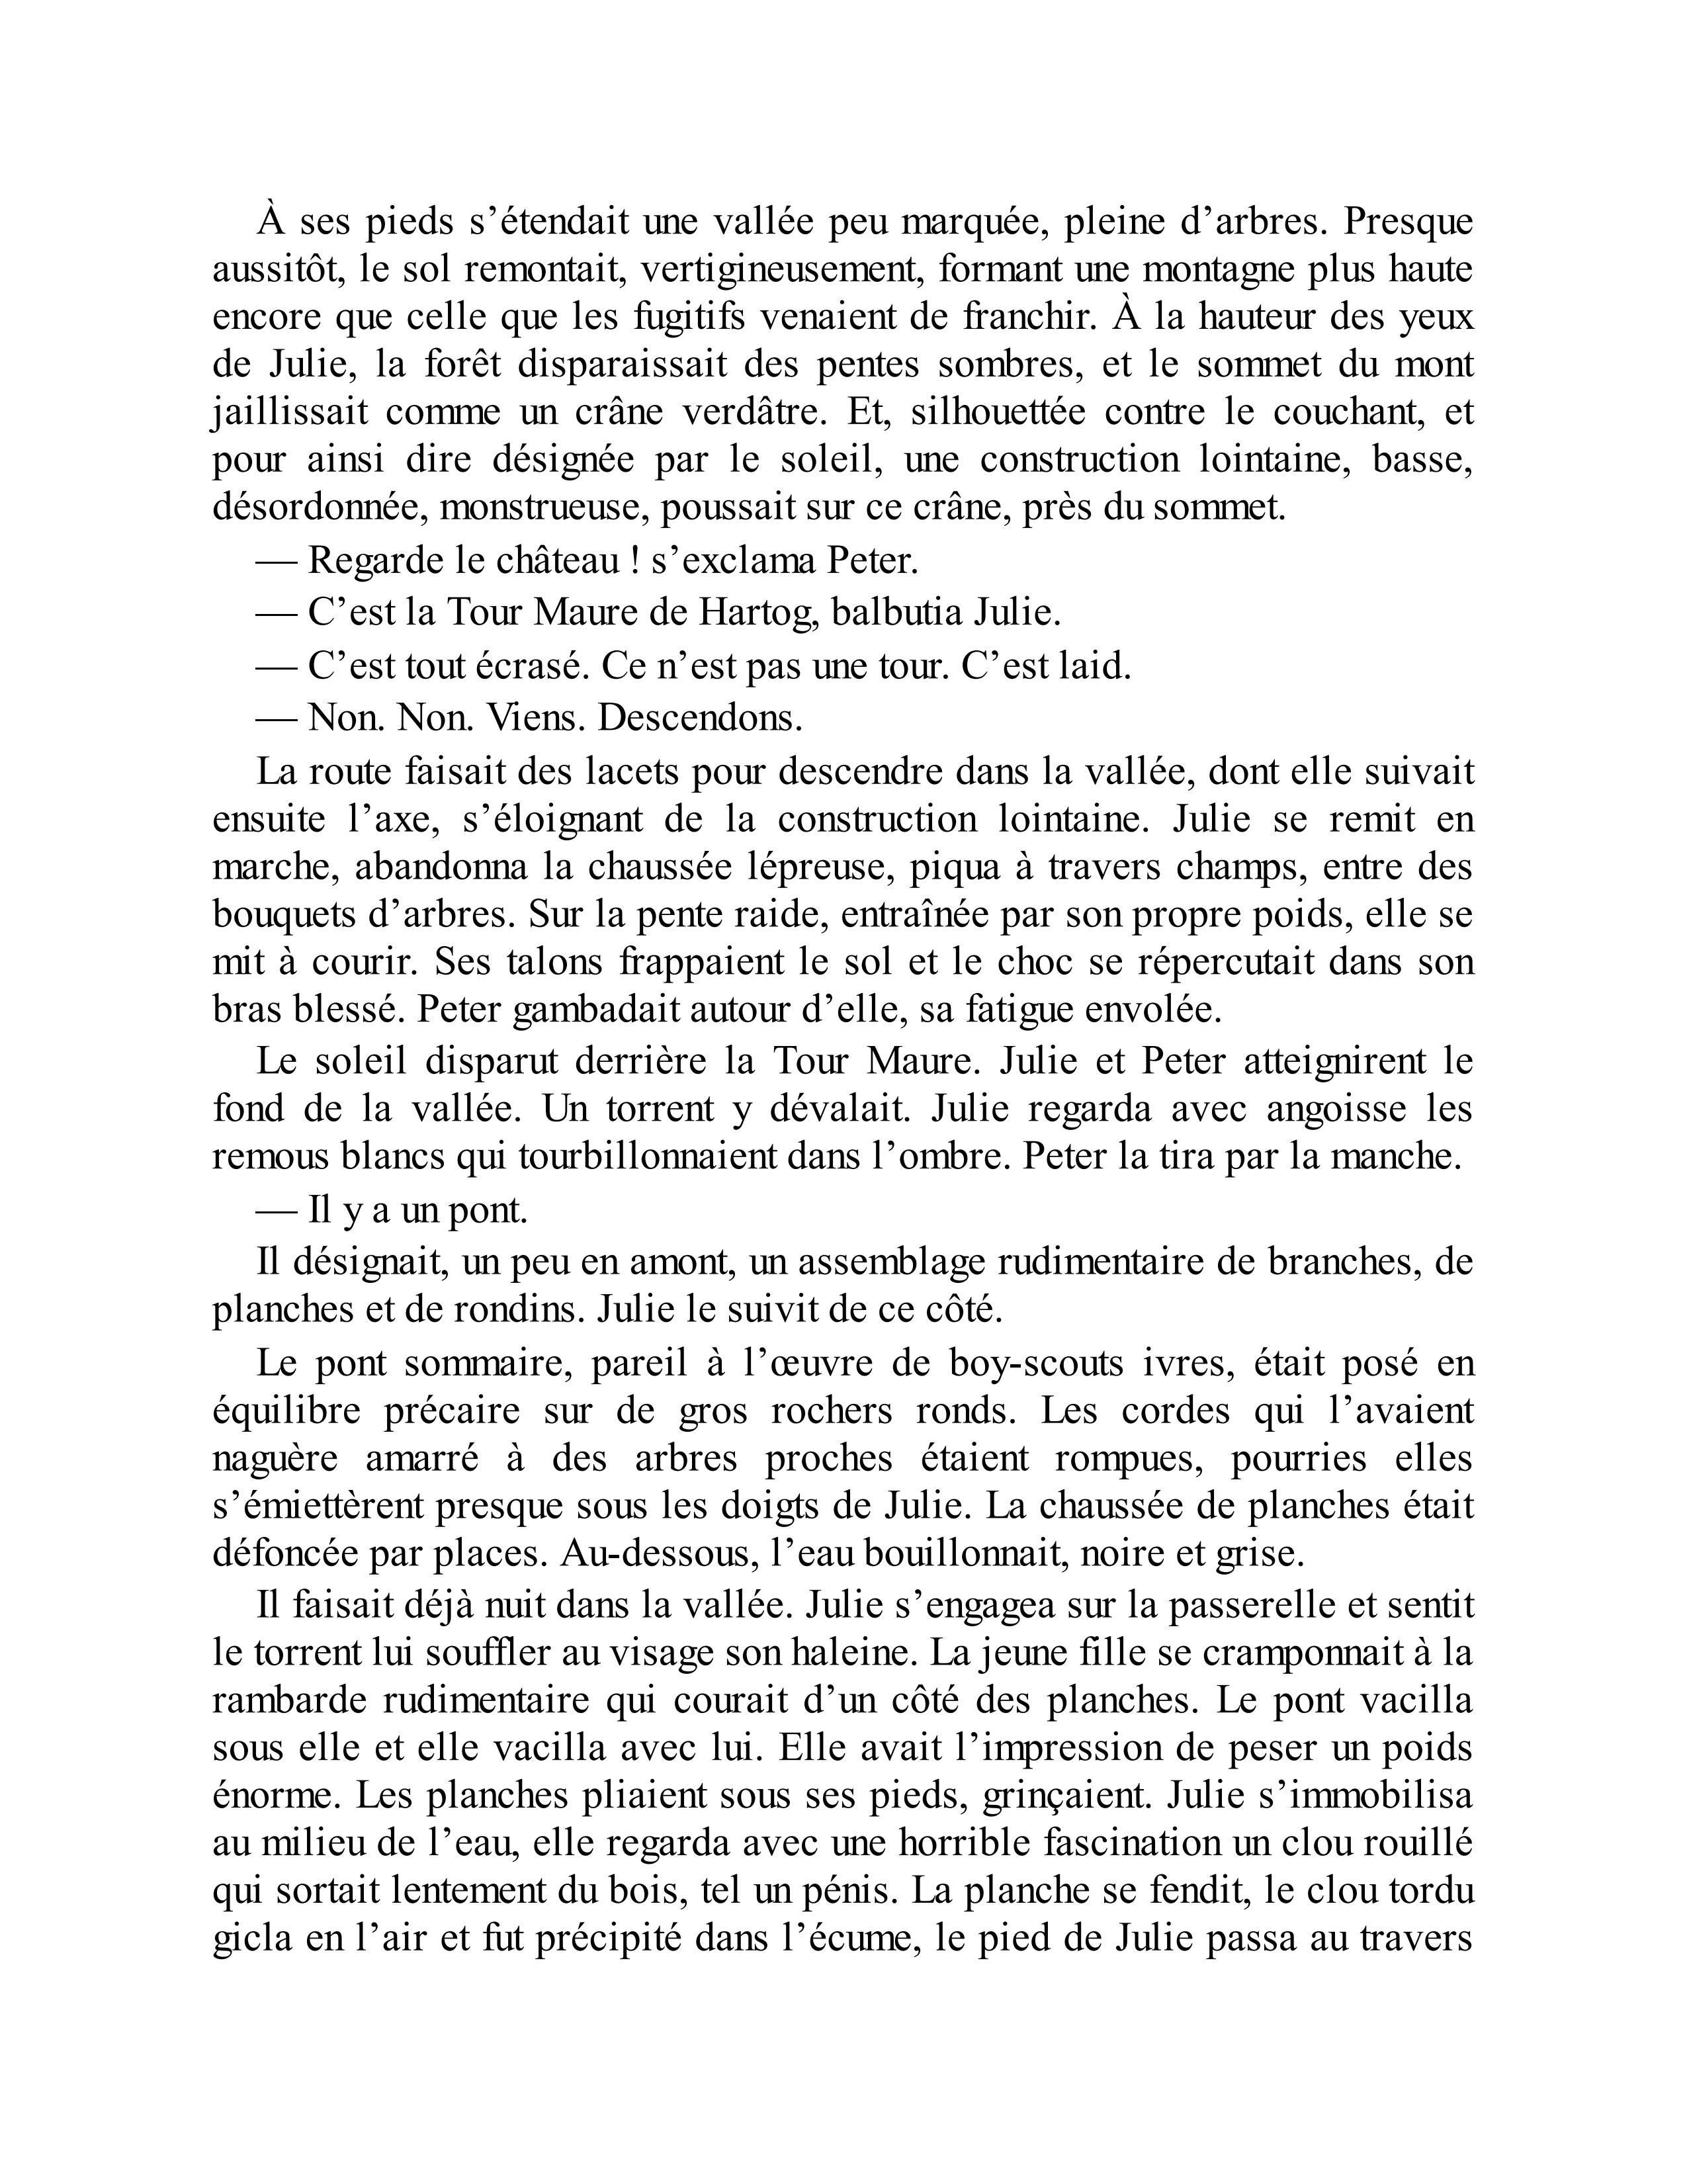 À ses pieds s’étendait une vallée peu marquée, pleine d’arbres. Presque
aussitôt, le sol remontait, vertigineusement, formant une montagne plus haute
encore que celle que les fugitifs venaient de franchir. À la hauteur des yeux
de Julie, la forêt disparaissait des pentes sombres, et le sommet du mont
jaillissait comme un crâne verdâtre. Et, silhouettée contre le couchant, et
pour ainsi dire désignée par le soleil, une construction lointaine, basse,
désordonnée, monstrueuse, poussait sur ce crâne, près du sommet.
— Regarde le château ! s’exclama Peter.
— C’est la Tour Maure de Hartog, balbutia Julie.
— C’est tout écrasé. Ce n’est pas une tour. C’est laid.
— Non. Non. Viens. Descendons.
La route faisait des lacets pour descendre dans la vallée, dont elle suivait
ensuite l’axe, s’éloignant de la construction lointaine. Julie se remit en
marche, abandonna la chaussée lépreuse, piqua à travers champs, entre des
bouquets d’arbres. Sur la pente raide, entraînée par son propre poids, elle se
mit à courir. Ses talons frappaient le sol et le choc se répercutait dans son
bras blessé. Peter gambadait autour d’elle, sa fatigue envolée.
Le soleil disparut derrière la Tour Maure. Julie et Peter atteignirent le
fond de la vallée. Un torrent y dévalait. Julie regarda avec angoisse les
remous blancs qui tourbillonnaient dans l’ombre. Peter la tira par la manche.
— Il y a un pont.
Il désignait, un peu en amont, un assemblage rudimentaire de branches, de
planches et de rondins. Julie le suivit de ce côté.
Le pont sommaire, pareil à l’œuvre de boy-scouts ivres, était posé en
équilibre précaire sur de gros rochers ronds. Les cordes qui l’avaient
naguère amarré à des arbres proches étaient rompues, pourries elles
s’émiettèrent presque sous les doigts de Julie. La chaussée de planches était
défoncée par places. Au-dessous, l’eau bouillonnait, noire et grise.
Il faisait déjà nuit dans la vallée. Julie s’engagea sur la passerelle et sentit
le torrent lui souffler au visage son haleine. La jeune fille se cramponnait à la
rambarde rudimentaire qui courait d’un côté des planches. Le pont vacilla
sous elle et elle vacilla avec lui. Elle avait l’impression de peser un poids
énorme. Les planches pliaient sous ses pieds, grinçaient. Julie s’immobilisa
au milieu de l’eau, elle regarda avec une horrible fascination un clou rouillé
qui sortait lentement du bois, tel un pénis. La planche se fendit, le clou tordu
gicla en l’air et fut précipité dans l’écume, le pied de Julie passa au travers